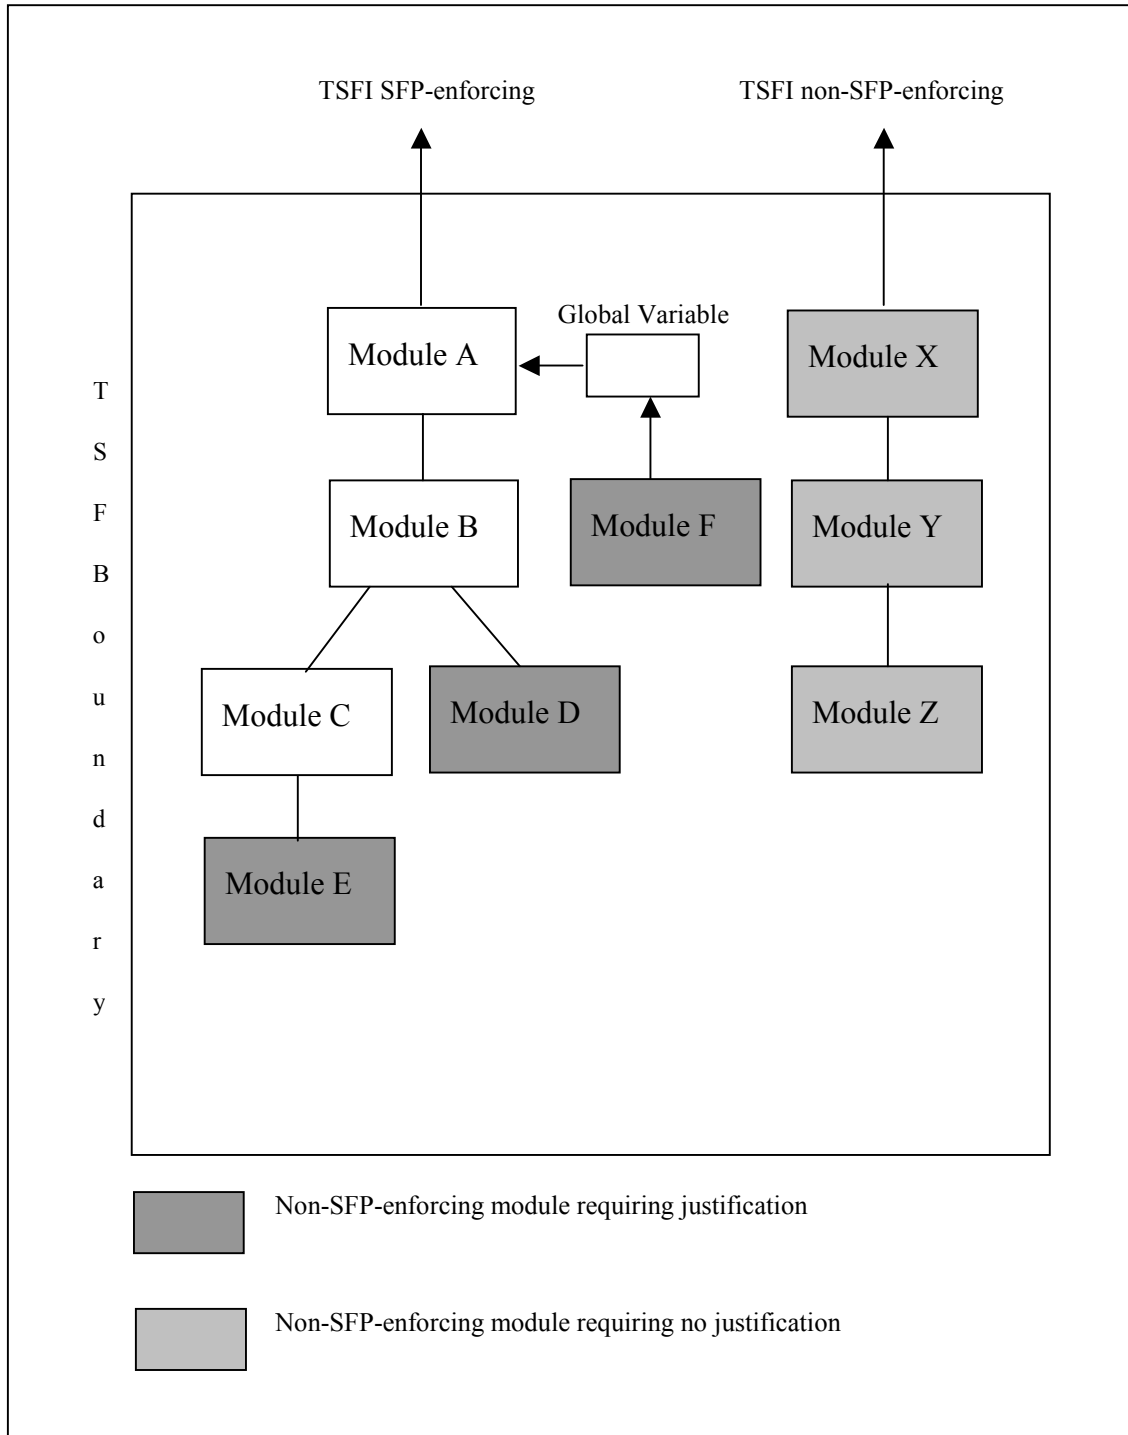 TSFI SFP-enforcing
TSFI non-SFP-enforcing
Global Variable
Module A
Module X
T
S
F
B
o
u
n
d
a
r
y
Module B
Module F
Module Y
Module C
Module D
Module Z
Module E
Non-SFP-enforcing module requiring justification
Non-SFP-enforcing module requiring no justification